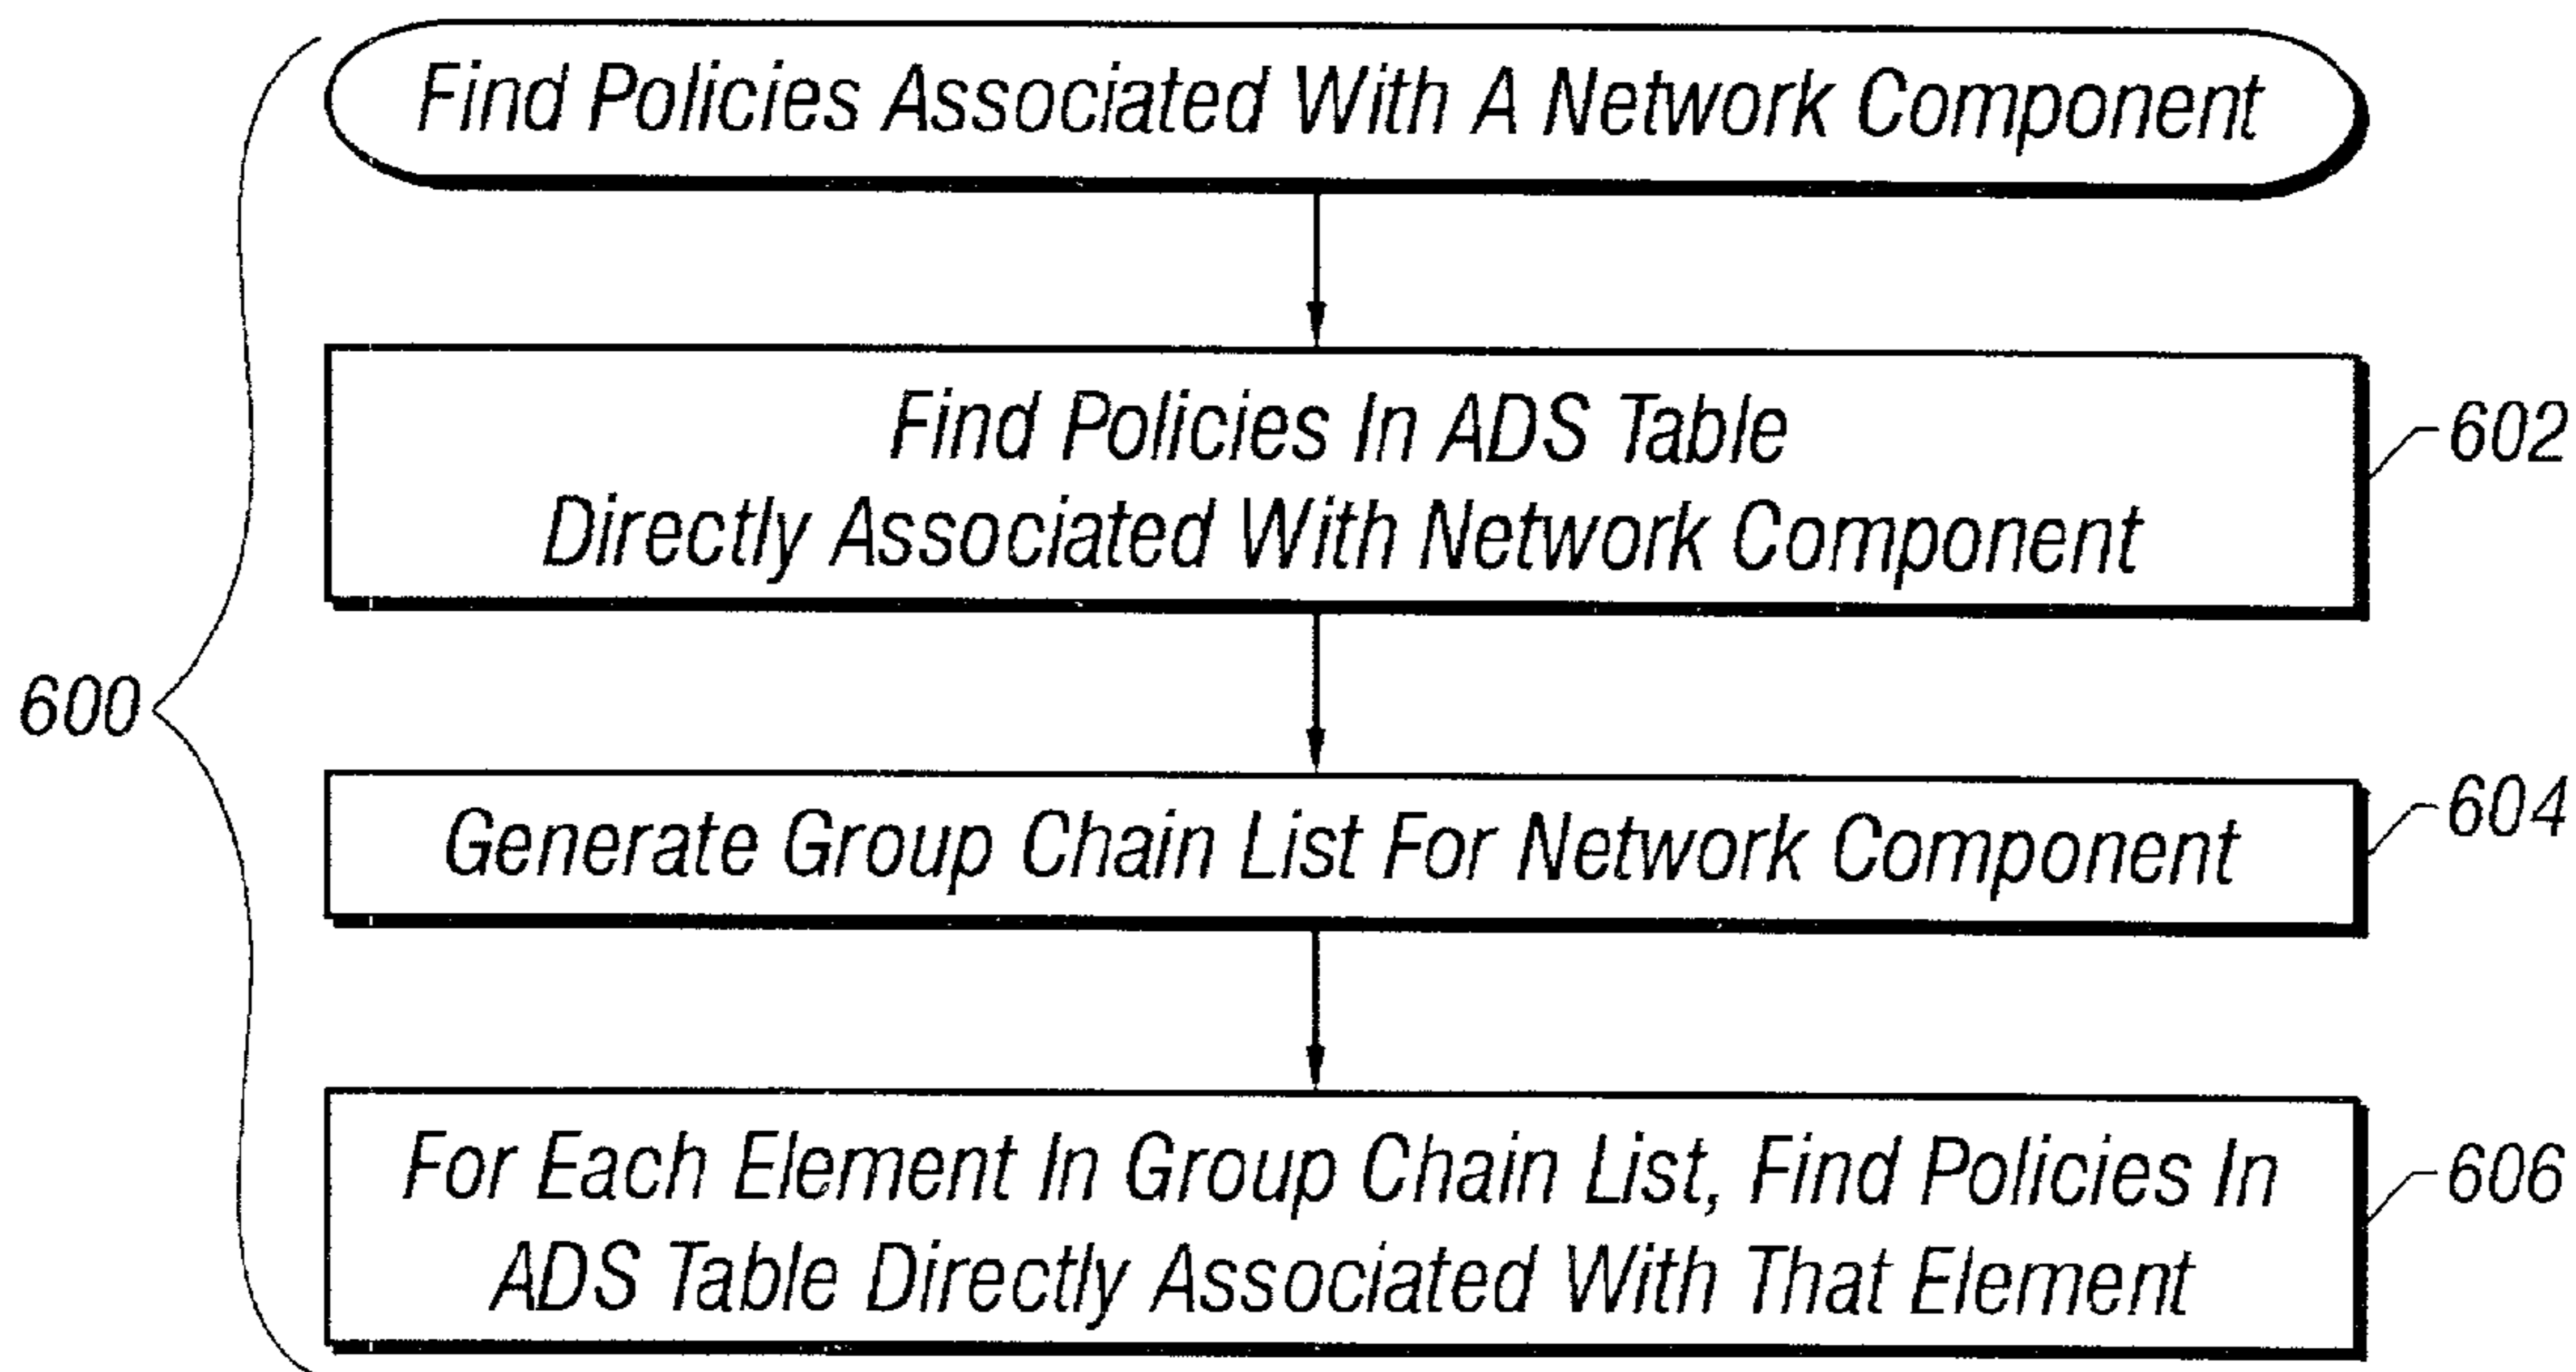 Find Policies Associated With A Network Component
Find Policies In ADS Table
Directly Associated With Network Component
602
600
Generate Group Chain List For Network Component
604
For Each Element In Group Chain List, Find Policies In
ADS Table Directly Associated With That Element
606